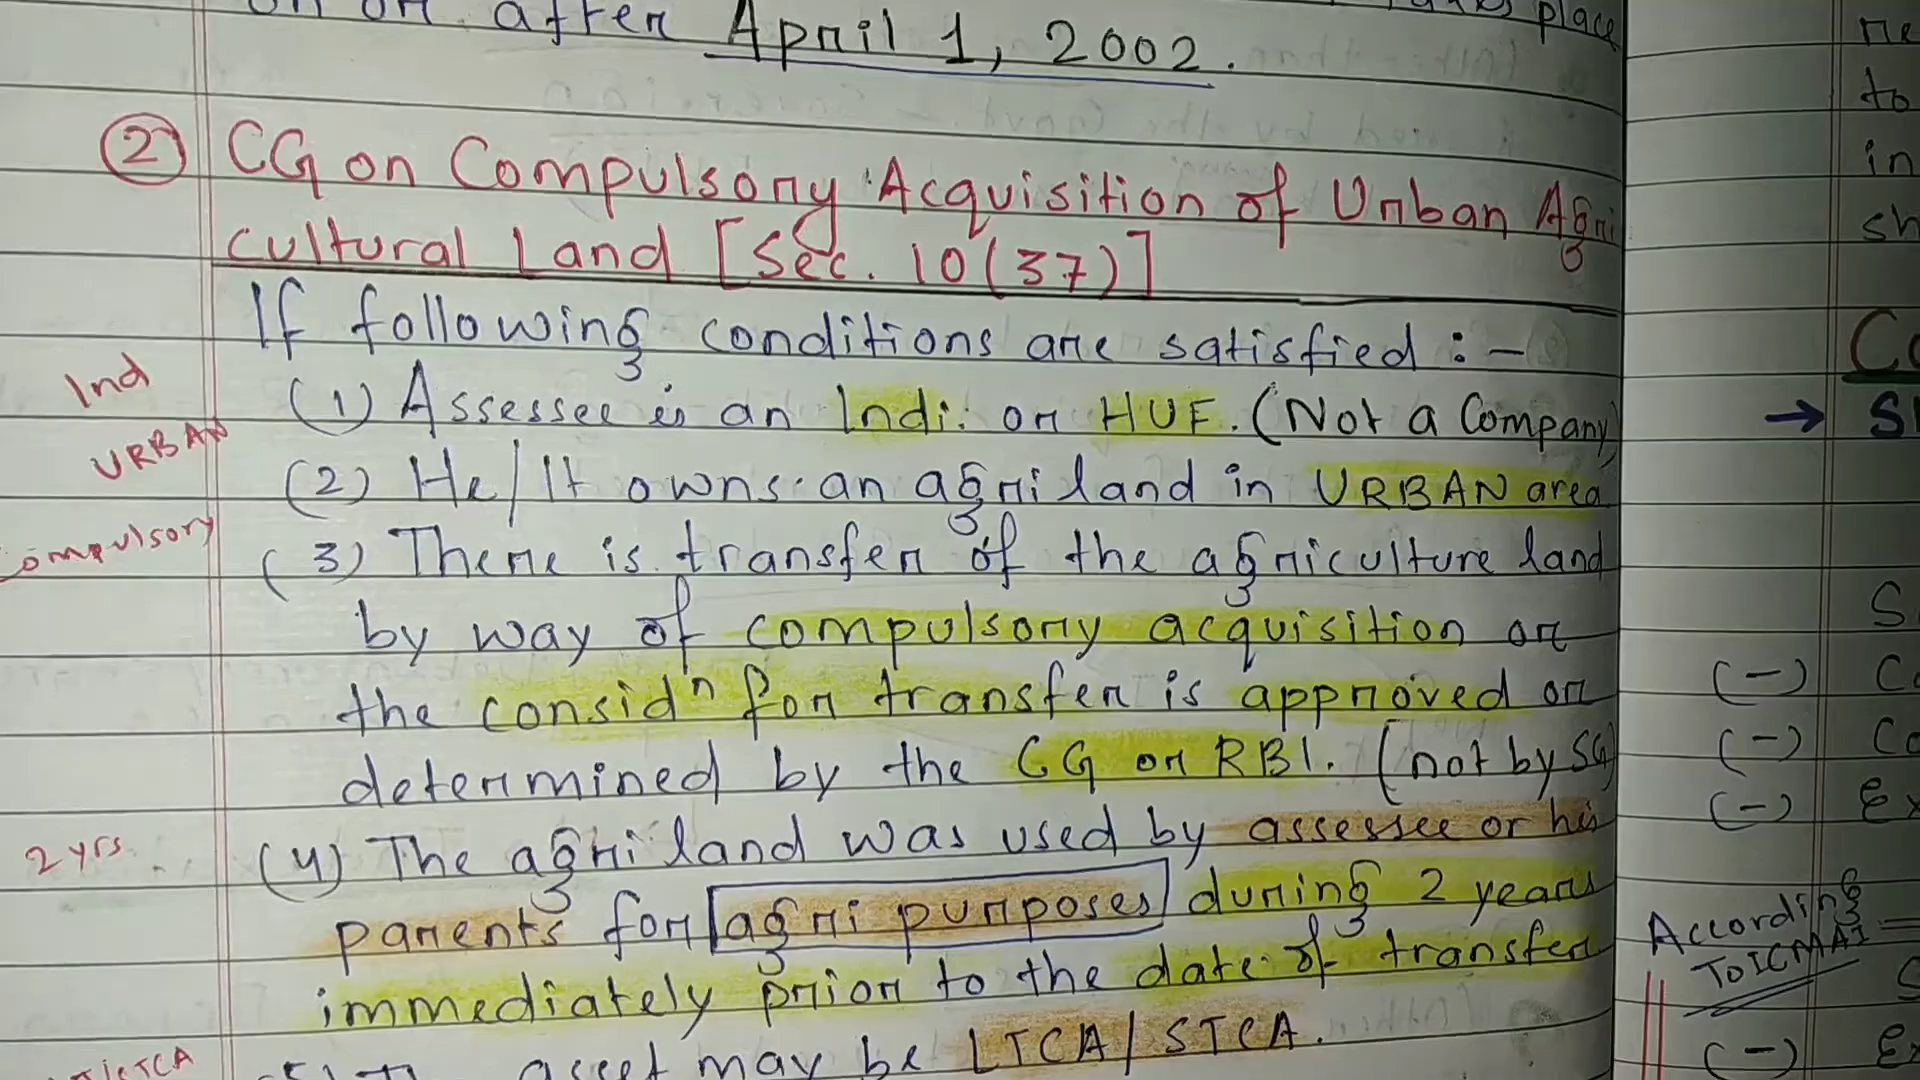 after April 1, 2002.
place
② CG on Compulsory Acquisition of Urban Agri
cultural Land [Sec. 10(37)]
If following conditions are satisfied :-
Ind
(1) Assessee is an Indi. or HUF. (Not a Company)
URBAN
(2) He/It owns an agri land in URBAN area
ompulsory
(3) There is transfer of the agriculture land
by way of compulsory acquisition or
the considⁿ for transfer is approved or
determined by the CG or RBI. (not by SG)
2 yrs
(4) The agri land was used by assessee or his
parents for agri purposes during 2 years
immediately prior to the date of transfer
asset may be LTCA/STCA.
to
in
sh
→
(-)
(-)
(-)
According
To ICMAI
(-)